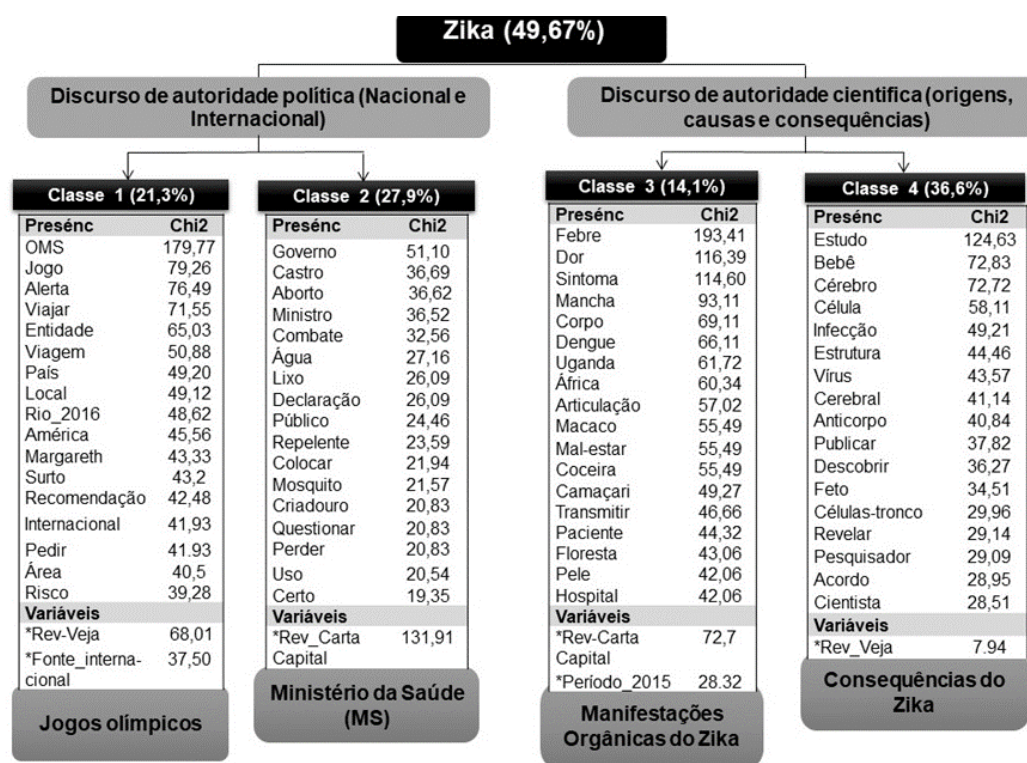 Zika (49,67%)
Discurso de autoridade política (Nacional e
Internacional)
Discurso de autoridade cientifica (origens,
causas e consequências)
Classe 1 (21,3%)
Presénc Chi2
OMS 179,77
Jogo 79,26
Alerta 76,49
Viajar 71,55
Entidade 65,03
Viagem 50,88
País 49,20
Local 49,12
Rio_2016 48,62
América 45,56
Margareth 43,33
Surto 43,2
Recomendação 42,48
Internacional 41,93
Pedir 41.93
Área 40,5
Risco 39,28
Variáveis
*Rev-Veja 68,01
*Fonte_interna- 37,50
cional
Jogos olímpicos
Classe 2 (27,9%)
Presénc Chi2
Governo 51,10
Castro 36,69
Aborto 36,62
Ministro 36,52
Combate 32,56
Água 27,16
Lixo 26,09
Declaração 26,09
Público 24,46
Repelente 23,59
Colocar 21,94
Mosquito 21,57
Criadouro 20,83
Questionar 20,83
Perder 20,83
Uso 20,54
Certo 19,35
Variáveis
*Rev_Carta 131,91
Capital
Ministério da Saúde
(MS)
Classe 3 (14,1%)
Presénc Chi2
Febre 193,41
Dor 116,39
Sintoma 114,60
Mancha 93,11
Corpo 69,11
Dengue 66,11
Uganda 61,72
África 60,34
Articulação 57,02
Macaco 55,49
Mal-estar 55,49
Coceira 55,49
Camaçari 49,27
Transmitir 46,66
Paciente 44,32
Floresta 43,06
Pele 42,06
Hospital 42,06
Variáveis
*Rev-Carta 72,7
Capital
*Período_2015 28.32
Manifestações
Orgânicas do Zika
Classe 4 (36,6%)
Presénc Chi2
Estudo 124,63
Bebê 72,83
Cérebro 72,72
Célula 58,11
Infecção 49,21
Estrutura 44,46
Vírus 43,57
Cerebral 41,14
Anticorpo 40,84
Publicar 37,82
Descobrir 36,27
Feto 34,51
Células-tronco 29,96
Revelar 29,14
Pesquisador 29,09
Acordo 28,95
Cientista 28,51
Variáveis
*Rev_Veja 7.94
Consequências do
Zika